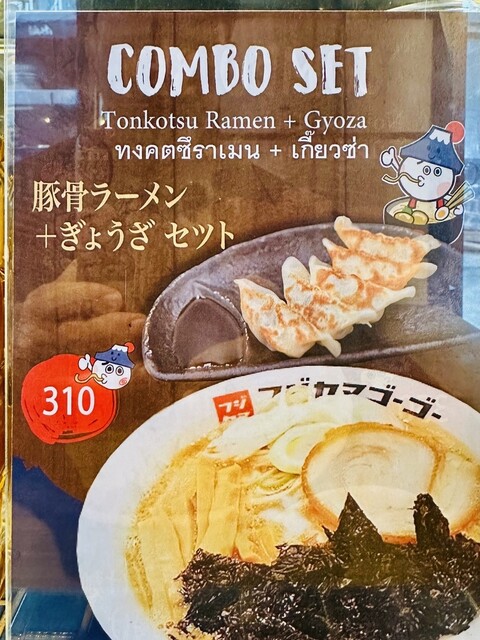 COMBO SET
Tonkotsu Ramen + Gyoza
ทงคตซึราเมน + เกี๊ยวซ่า
豚骨ラーメン
+ぎょうざ セツト
310
フジヤマゴーゴー